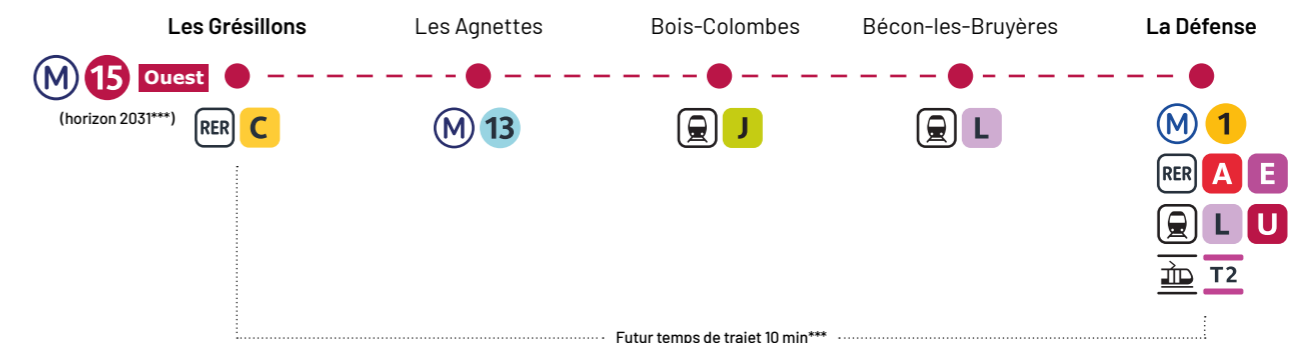 Les Grésillons Les Agnettes Bois-Colombes Bécon-les-Bruyères La Défense
M 15 Ouest
(horizon 2031***)
RER C M 13 J L M 1
RER A E
L U
T2
Futur temps de trajet 10 min***